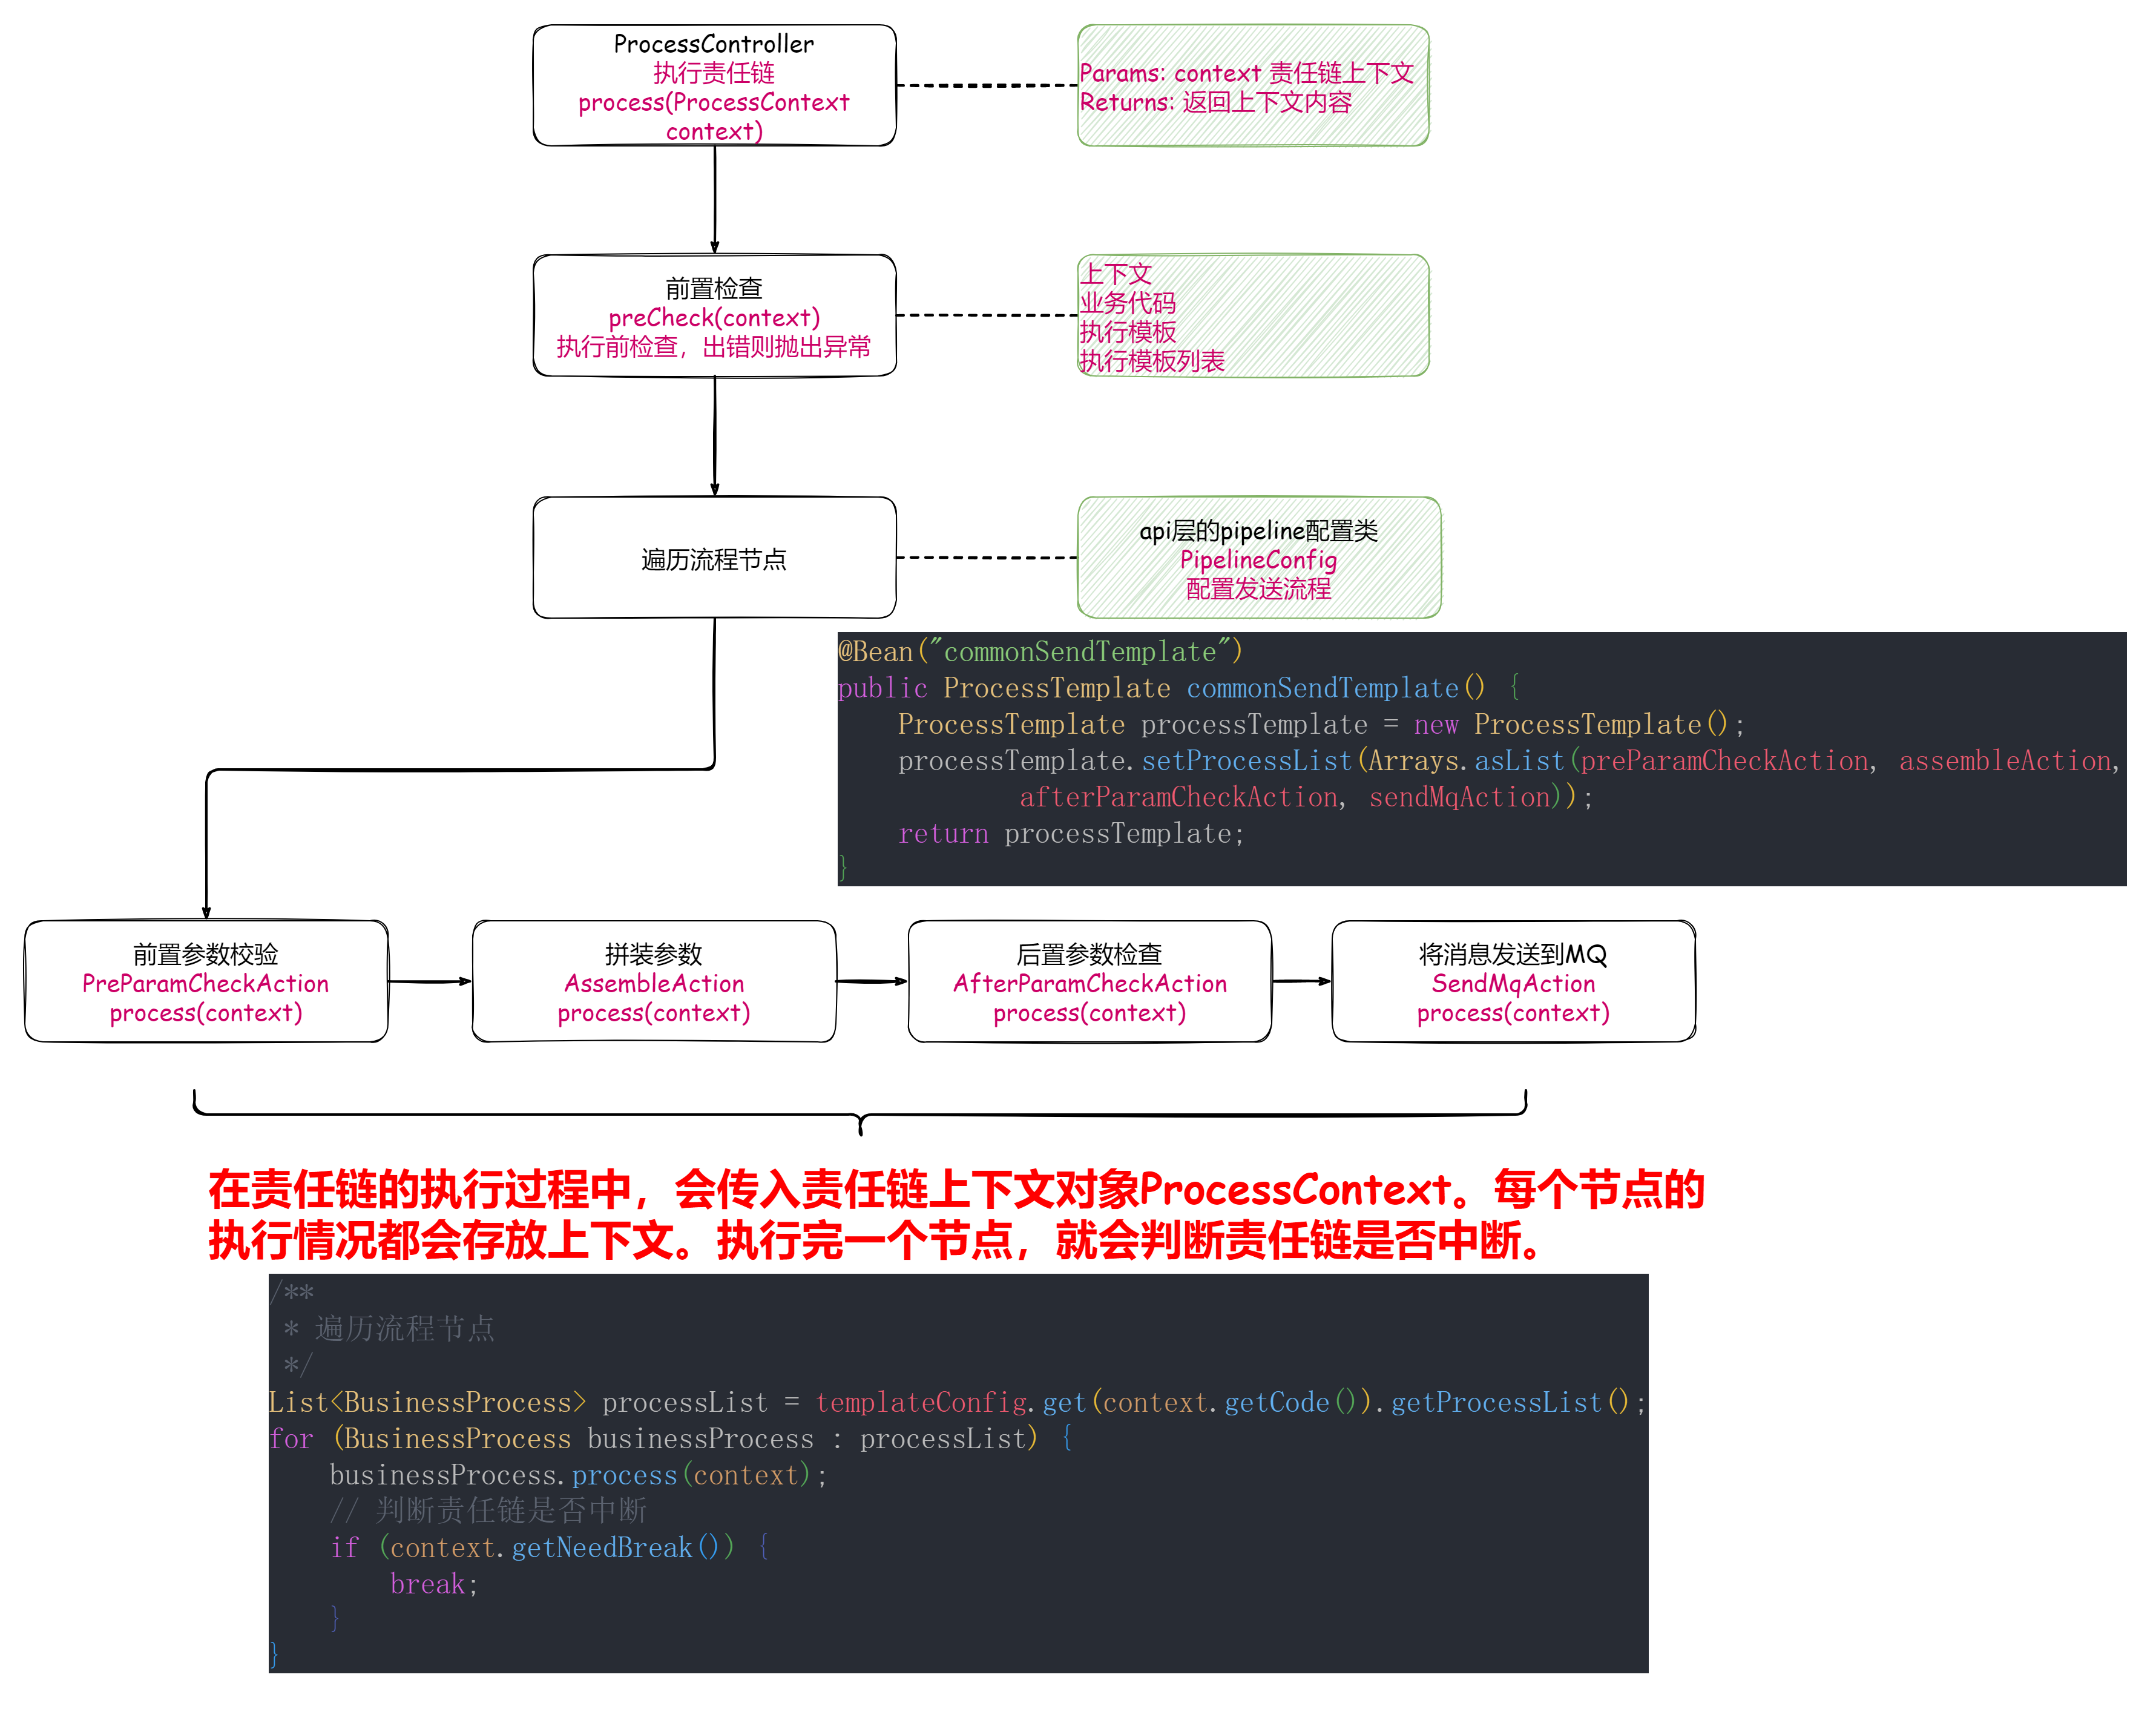 ProcessController
执行责任链
process(ProcessContext
context)
Params: context 责任链上下文
Returns: 返回上下文内容
前置检查
preCheck(context)
执行前检查，出错则抛出异常
上下文
业务代码
执行模板
执行模板列表
遍历流程节点
api层的pipeline配置类
PipelineConfig
配置发送流程
@Bean("commonSendTemplate")
public ProcessTemplate commonSendTemplate() {
    ProcessTemplate processTemplate = new ProcessTemplate();
    processTemplate.setProcessList(Arrays.asList(preParamCheckAction, assembleAction,
            afterParamCheckAction, sendMqAction));
    return processTemplate;
}
前置参数校验
PreParamCheckAction
process(context)
拼装参数
AssembleAction
process(context)
后置参数检查
AfterParamCheckAction
process(context)
将消息发送到MQ
SendMqAction
process(context)
在责任链的执行过程中，会传入责任链上下文对象ProcessContext。每个节点的
执行情况都会存放上下文。执行完一个节点，就会判断责任链是否中断。
/**
 * 遍历流程节点
 */
List<BusinessProcess> processList = templateConfig.get(context.getCode()).getProcessList();
for (BusinessProcess businessProcess : processList) {
    businessProcess.process(context);
    // 判断责任链是否中断
    if (context.getNeedBreak()) {
        break;
    }
}